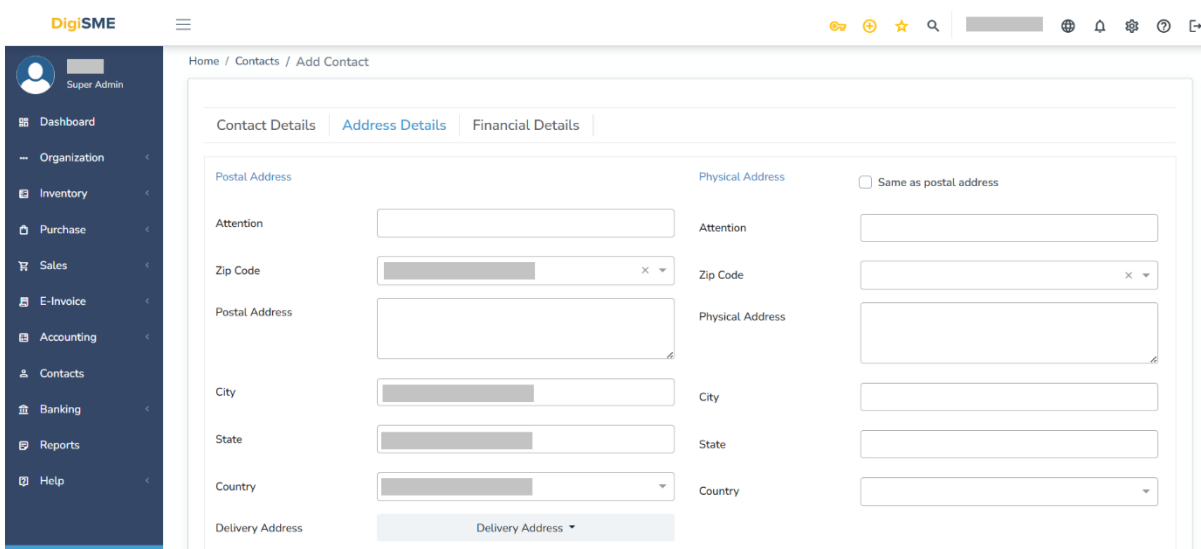 DigiSME
Super Admin
Dashboard
Organization
Inventory
Purchase
Sales
E-Invoice
Accounting
Contacts
Banking
Reports
Help
Home / Contacts / Add Contact
Contact Details
Address Details
Financial Details
Postal Address
Attention
Zip Code
Postal Address
City
State
Country
Delivery Address
Delivery Address
Physical Address
Same as postal address
Attention
Zip Code
Physical Address
City
State
Country